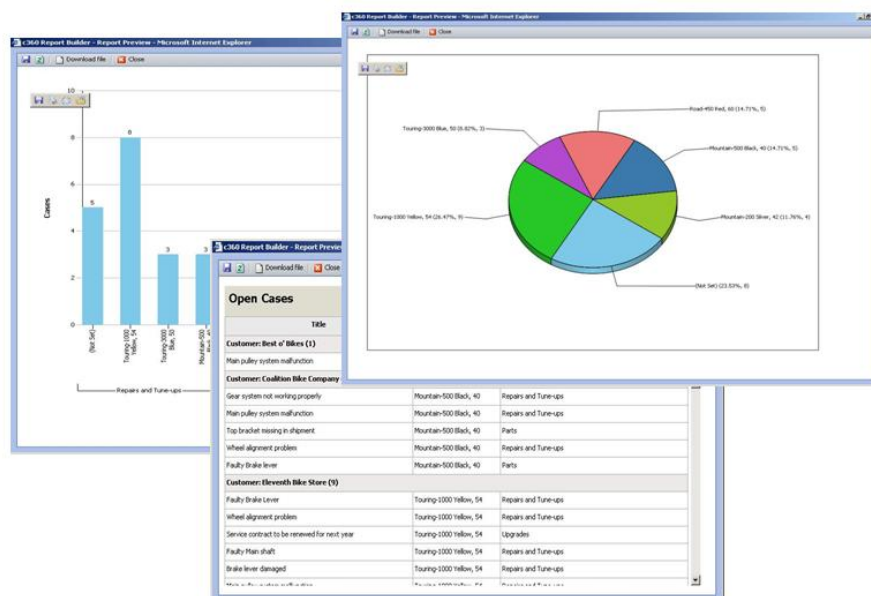 c360 Report Builder - Report Preview - Microsoft Internet Explorer
Download file Close
10
8
6
4
2
0
Cases
5
8
3
3
(Not Set)
Touring-1000 Yellow, 54
Touring-3000 Blue, 50
Mountain-500
Repairs and Tune-ups
c360 Report Builder - Report Preview - Microsoft Internet Explorer
Download file Close
Road-450 Red, 60 (14.71%, 5)
Touring-3000 Blue, 50 (8.82%, 3)
Mountain-500 Black, 40 (14.71%, 5)
Touring-1000 Yellow, 54 (26.47%, 9)
Mountain-200 Silver, 42 (11.76%, 4)
(Not Set) (23.53%, 8)
c360 Report Builder - Report Preview
Download file Close
Open Cases
Title
Customer: Best o' Bikes (1)
Main pulley system malfunction
Customer: Coalition Bike Company
Gear system not working properly Mountain-500 Black, 40 Repairs and Tune-ups
Main pulley system malfunction Mountain-500 Black, 40 Repairs and Tune-ups
Top bracket missing in shipment Mountain-500 Black, 40 Parts
Wheel alignment problem Mountain-500 Black, 40 Repairs and Tune-ups
Faulty Brake lever Mountain-500 Black, 40 Parts
Customer: Eleventh Bike Store (9)
Faulty Brake Lever Touring-1000 Yellow, 54 Repairs and Tune-ups
Wheel alignment problem Touring-1000 Yellow, 54 Repairs and Tune-ups
Service contract to be renewed for next year Touring-1000 Yellow, 54 Upgrades
Faulty Main shaft Touring-1000 Yellow, 54 Repairs and Tune-ups
Brake lever damaged Touring-1000 Yellow, 54 Repairs and Tune-ups
Main pulley system malfunction Touring-1000 Yellow, 54 Repairs and Tune-ups